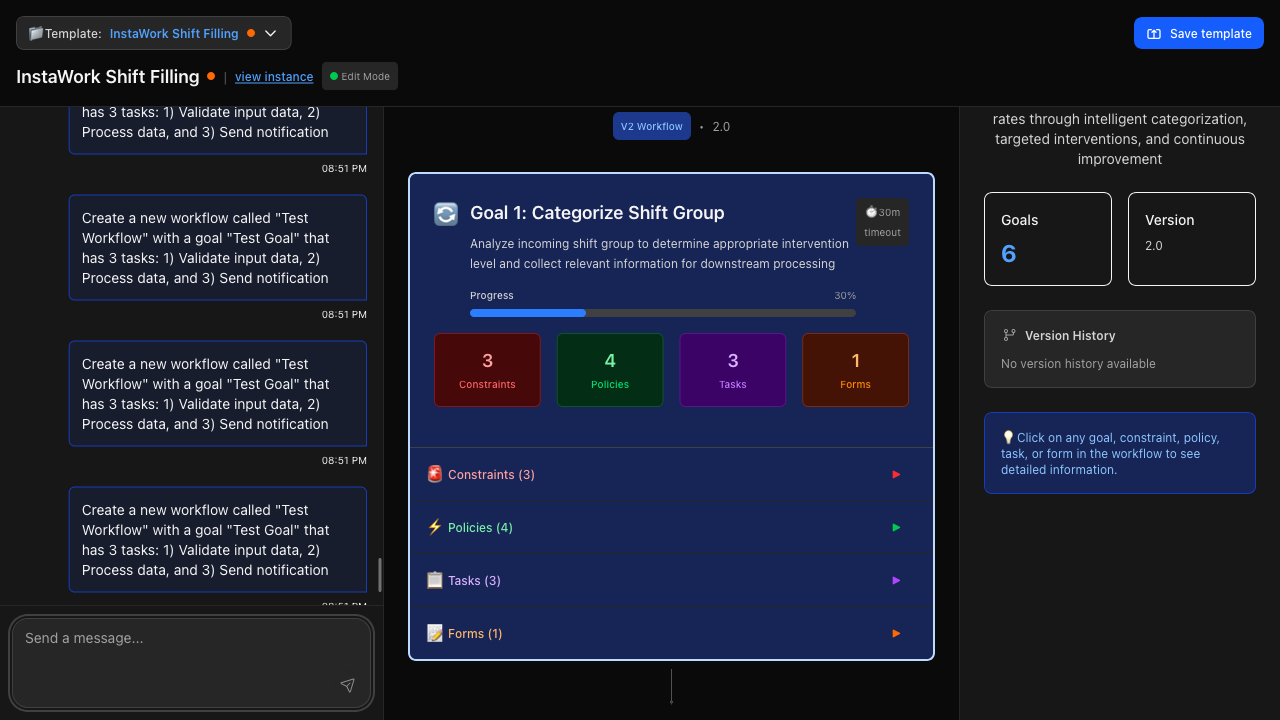 Template: InstaWork Shift Filling
Save template
InstaWork Shift Filling | view instance Edit Mode
has 3 tasks: 1) Validate input data, 2)
Process data, and 3) Send notification
08:51 PM
Create a new workflow called "Test
Workflow" with a goal "Test Goal" that
has 3 tasks: 1) Validate input data, 2)
Process data, and 3) Send notification
08:51 PM
Create a new workflow called "Test
Workflow" with a goal "Test Goal" that
has 3 tasks: 1) Validate input data, 2)
Process data, and 3) Send notification
08:51 PM
Create a new workflow called "Test
Workflow" with a goal "Test Goal" that
has 3 tasks: 1) Validate input data, 2)
Process data, and 3) Send notification
08:51 PM
Send a message...
V2 Workflow • 2.0
Goal 1: Categorize Shift Group
30m
timeout
Analyze incoming shift group to determine appropriate intervention
level and collect relevant information for downstream processing
Progress 30%
3
Constraints
4
Policies
3
Tasks
1
Forms
Constraints (3)
Policies (4)
Tasks (3)
Forms (1)
rates through intelligent categorization,
targeted interventions, and continuous
improvement
Goals
6
Version
2.0
Version History
No version history available
Click on any goal, constraint, policy,
task, or form in the workflow to see
detailed information.